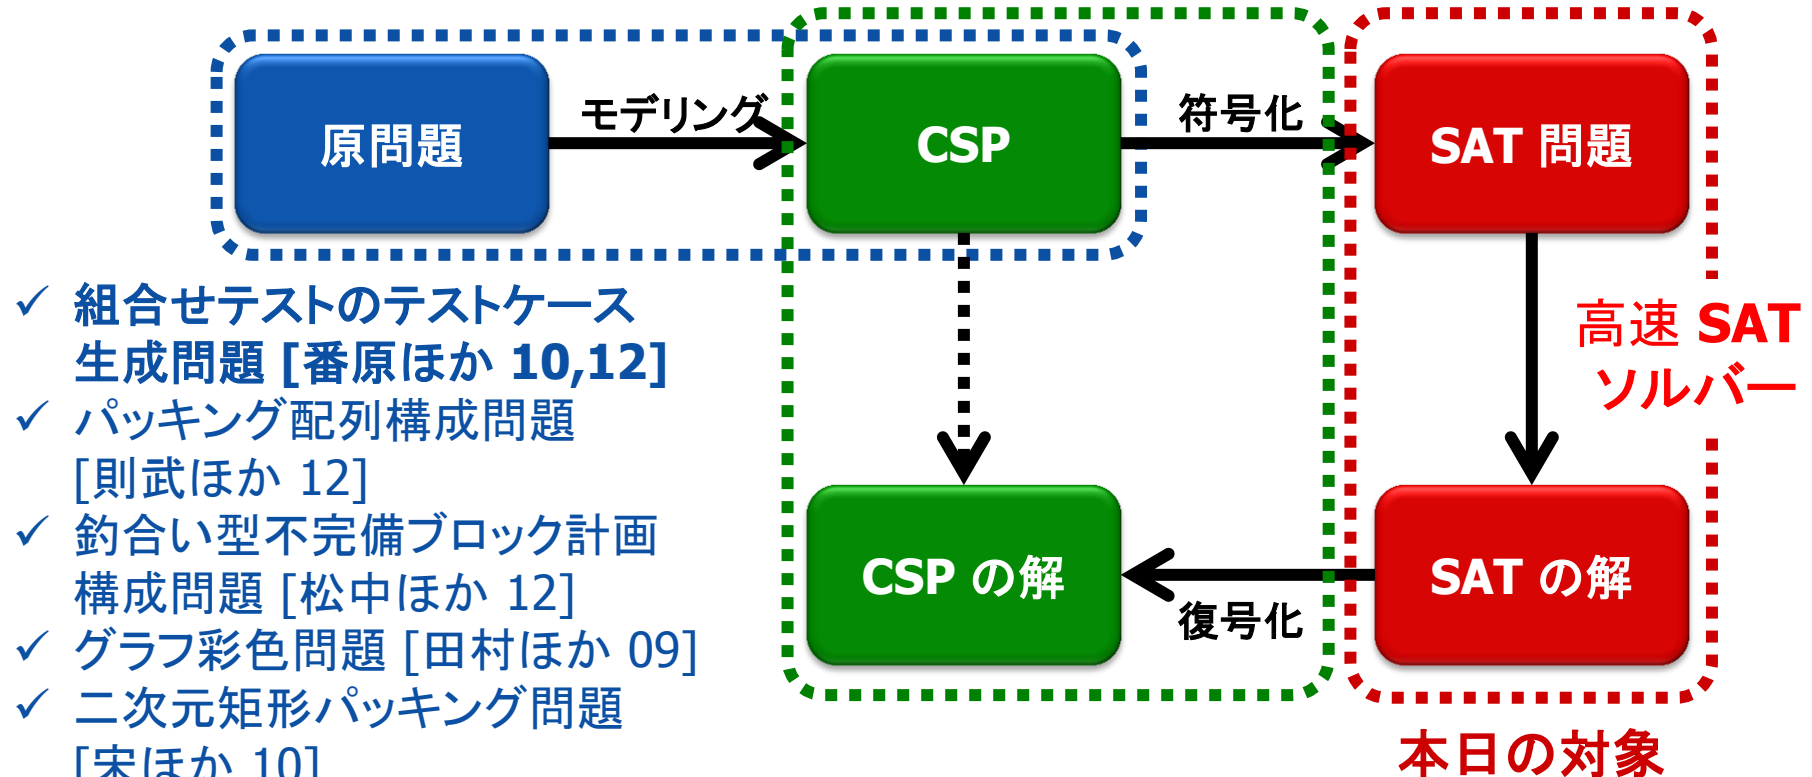 モデリング
符号化
原問題
CSP
SAT 問題
✓ 組合せテストのテストケース
生成問題 [番原ほか 10,12]
✓ パッキング配列構成問題
[則武ほか 12]
✓ 釣合い型不完備ブロック計画
構成問題 [松中ほか 12]
✓ グラフ彩色問題 [田村ほか 09]
✓ 二次元矩形パッキング問題
[宋ほか 10]
高速 SAT
ソルバー
CSP の解
SAT の解
復号化
本日の対象